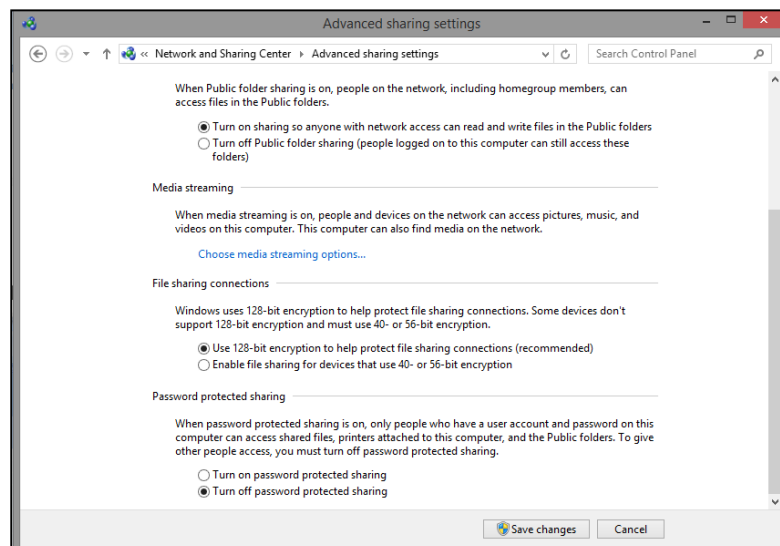 Advanced sharing settings
« Network and Sharing Center ▸ Advanced sharing settings
Search Control Panel
When Public folder sharing is on, people on the network, including homegroup members, can
access files in the Public folders.
Turn on sharing so anyone with network access can read and write files in the Public folders
Turn off Public folder sharing (people logged on to this computer can still access these
folders)
Media streaming
When media streaming is on, people and devices on the network can access pictures, music, and
videos on this computer. This computer can also find media on the network.
Choose media streaming options...
File sharing connections
Windows uses 128-bit encryption to help protect file sharing connections. Some devices don't
support 128-bit encryption and must use 40- or 56-bit encryption.
Use 128-bit encryption to help protect file sharing connections (recommended)
Enable file sharing for devices that use 40- or 56-bit encryption
Password protected sharing
When password protected sharing is on, only people who have a user account and password on this
computer can access shared files, printers attached to this computer, and the Public folders. To give
other people access, you must turn off password protected sharing.
Turn on password protected sharing
Turn off password protected sharing
Save changes
Cancel